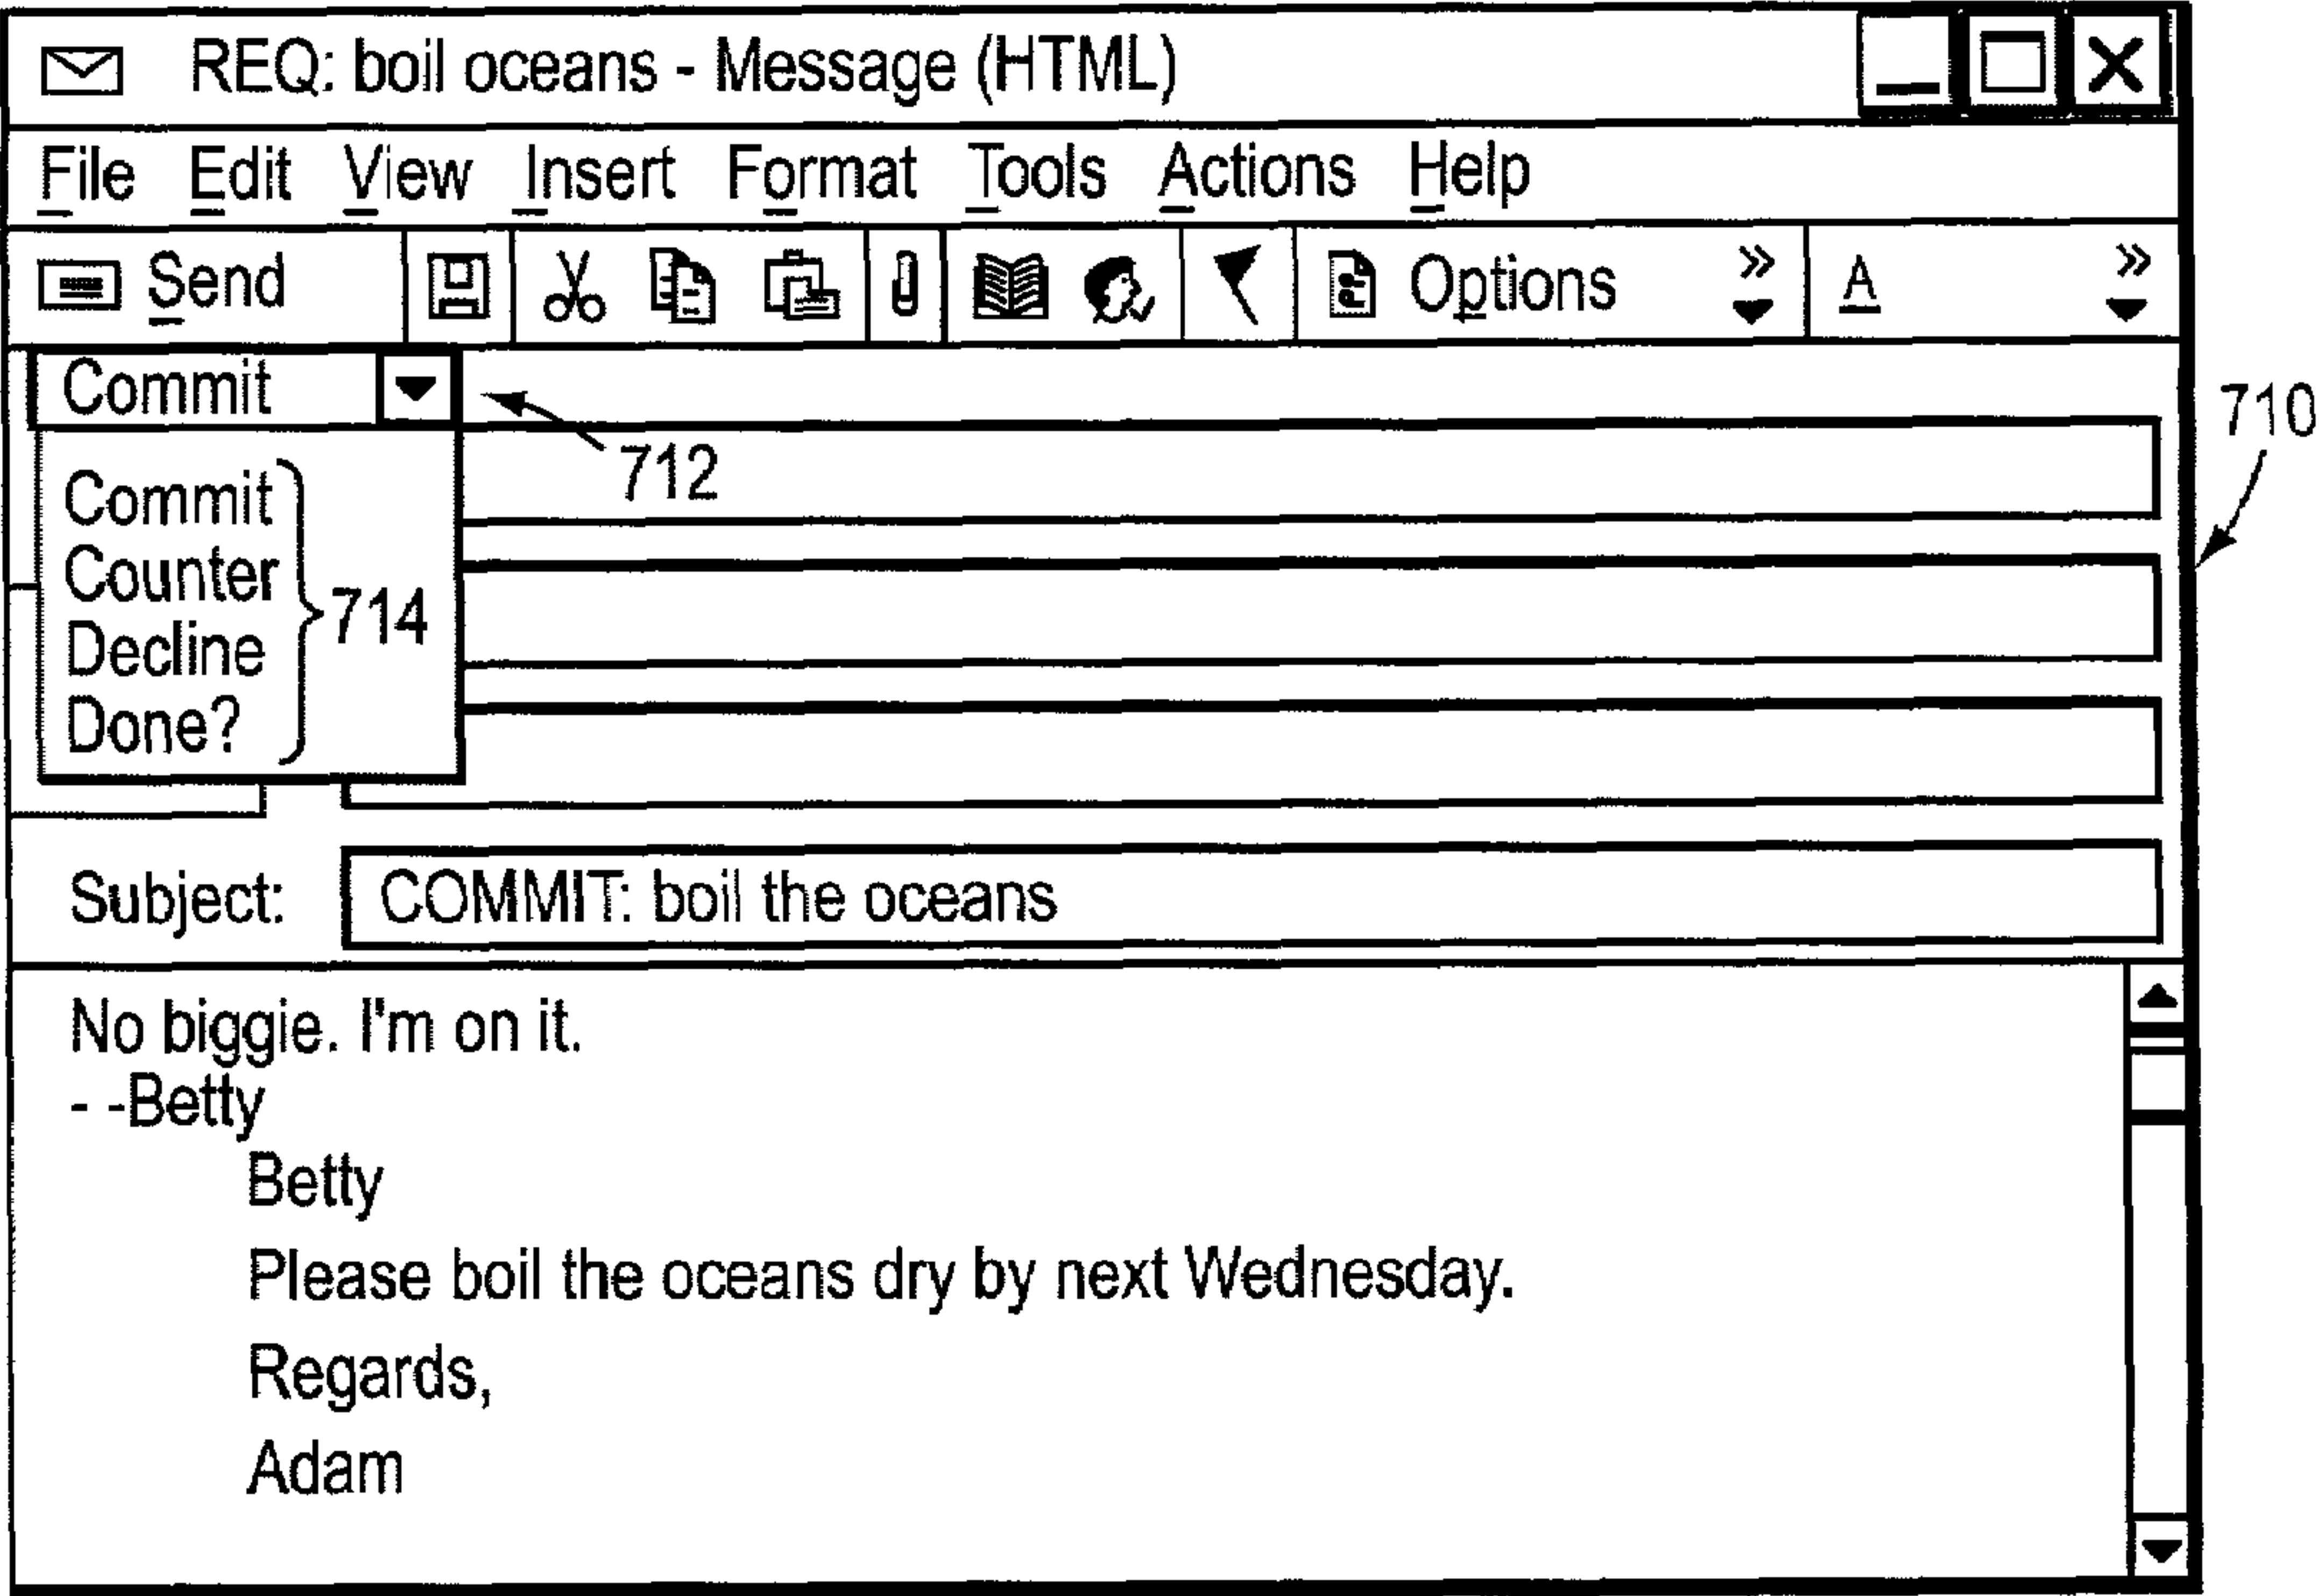 REQ: boil oceans - Message (HTML)
File Edit View Insert Format Tools Actions Help
Send Options » A »
Commit
712
710
Commit
Counter
Decline
Done?
714
Subject: COMMIT: boil the oceans
No biggie. I'm on it.
- -Betty
Betty
Please boil the oceans dry by next Wednesday.
Regards,
Adam